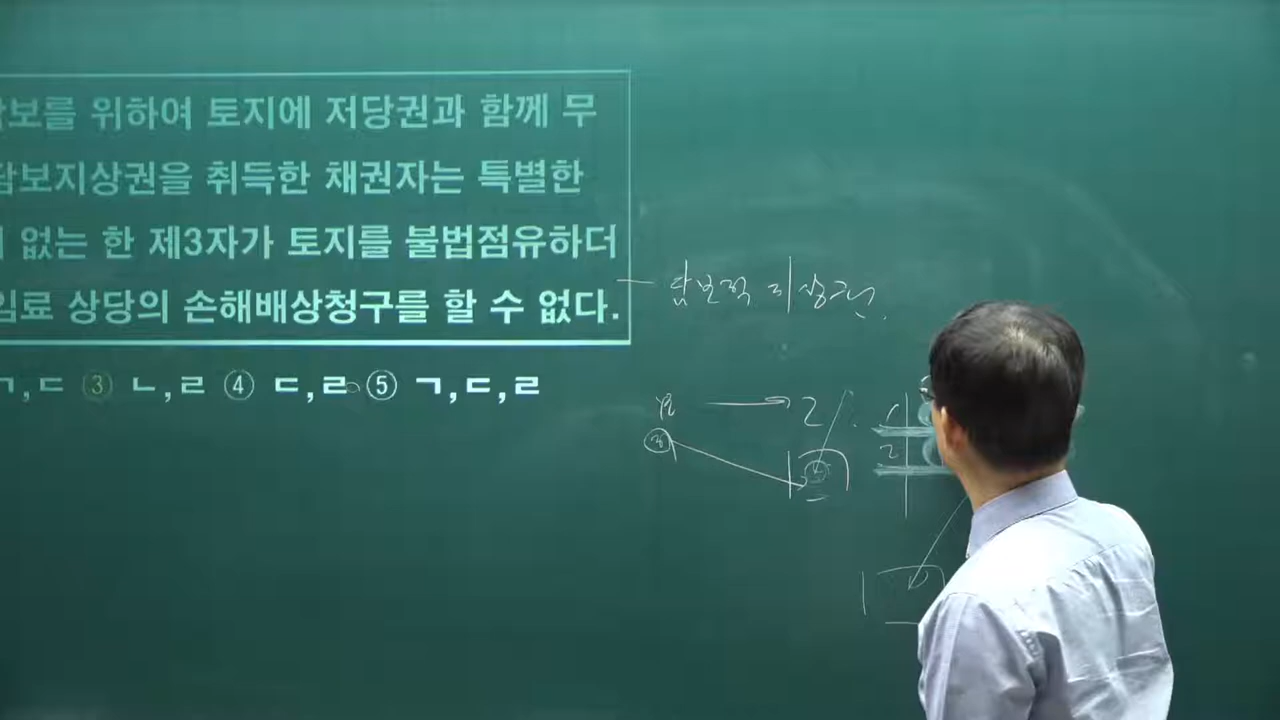 보를 위하여 토지에 저당권과 함께 무
담보지상권을 취득한 채권자는 특별한
없는 한 제3자가 토지를 불법점유하더
임료 상당의 손해배상청구를 할 수 없다.
담보적 지상권
ㄱ,ㄷ ③ ㄴ,ㄹ ④ ㄷ,ㄹ ⑤ ㄱ,ㄷ,ㄹ
2